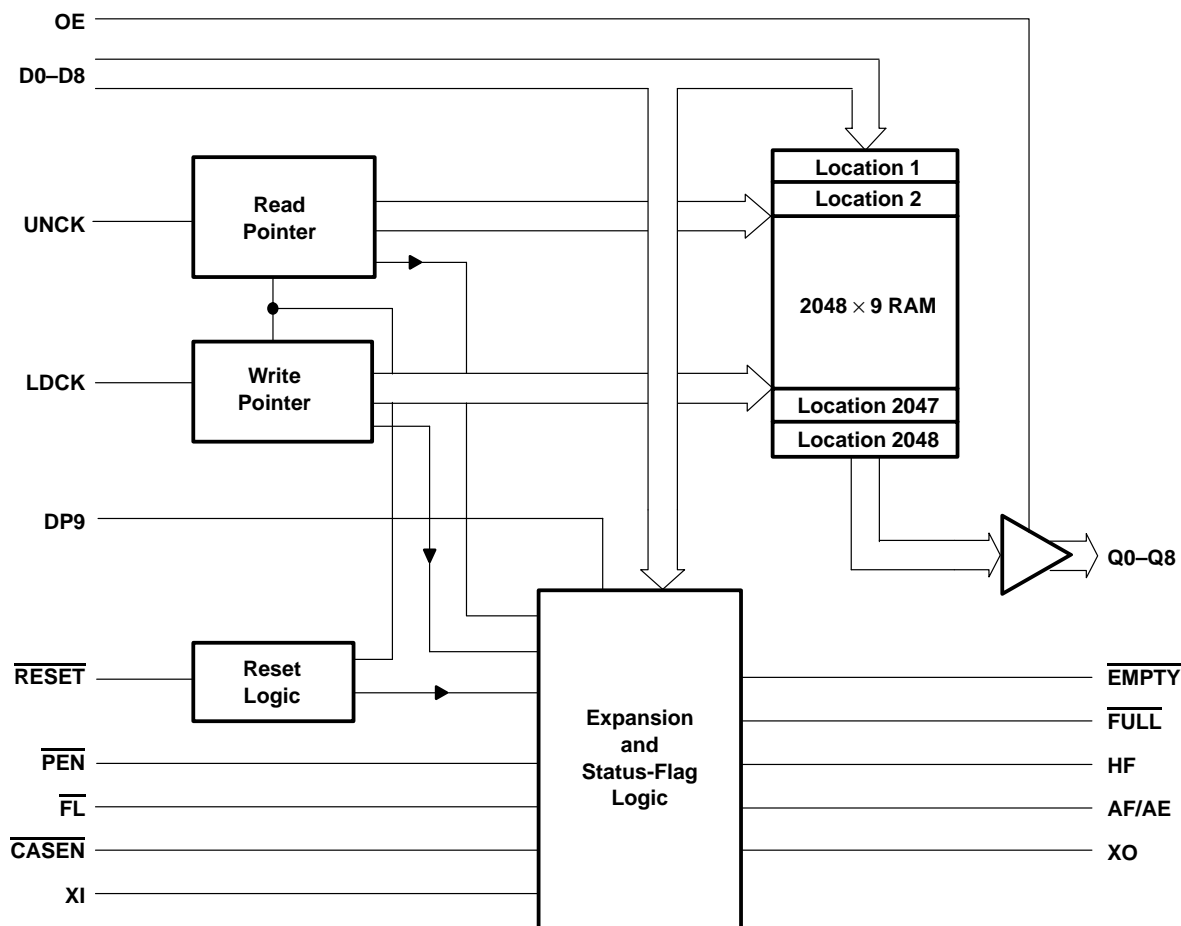 OE
D0–D8
Location 1
Location 2
Read
Pointer
UNCK
2048 × 9 RAM
LDCK
Write
Pointer
Location 2047
Location 2048
DP9
Q0–Q8
RESET
Reset
Logic
EMPTY
Expansion
and
Status-Flag
Logic
FULL
PEN
HF
FL
AF/AE
CASEN
XO
XI